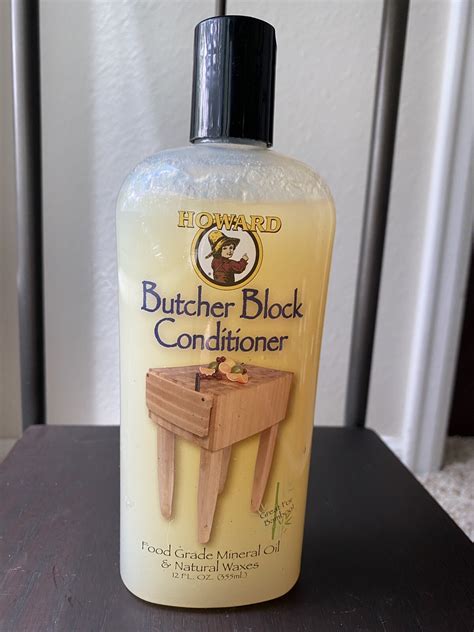 HOWARD
Butcher Block
Conditioner
Great For
Bamboo!
Food Grade Mineral Oil
& Natural Waxes
12 FL. OZ. (355mL)